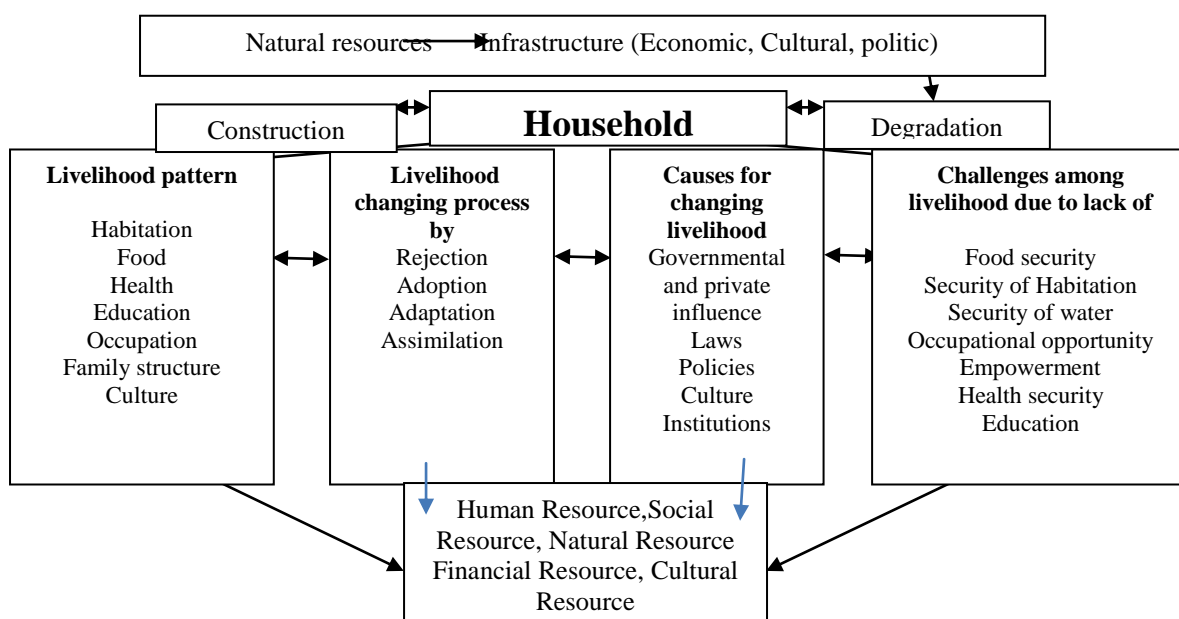 Natural resources Infrastructure (Economic, Cultural, politic)
Construction
Household
Degradation
Livelihood pattern
Habitation
Food
Health
Education
Occupation
Family structure
Culture
Livelihood
changing process
by
Rejection
Adoption
Adaptation
Assimilation
Causes for
changing
livelihood
Governmental
and private
influence
Laws
Policies
Culture
Institutions
Challenges among
livelihood due to lack of
Food security
Security of Habitation
Security of water
Occupational opportunity
Empowerment
Health security
Education
Human Resource,Social
Resource, Natural Resource
Financial Resource, Cultural
Resource